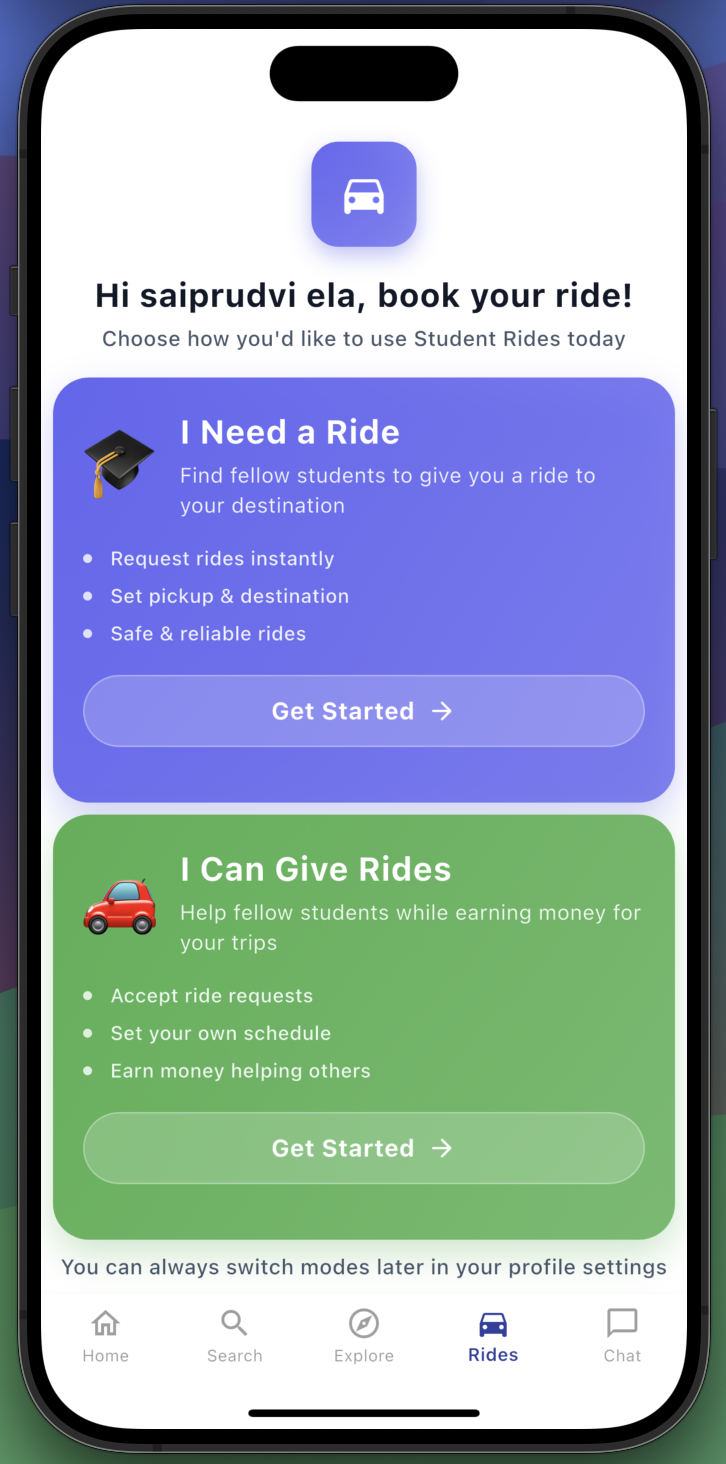 Hi saiprudvi ela, book your ride!
Choose how you'd like to use Student Rides today
I Need a Ride
Find fellow students to give you a ride to
your destination
Request rides instantly
Set pickup & destination
Safe & reliable rides
Get Started →
I Can Give Rides
Help fellow students while earning money for
your trips
Accept ride requests
Set your own schedule
Earn money helping others
Get Started →
You can always switch modes later in your profile settings
Home
Search
Explore
Rides
Chat